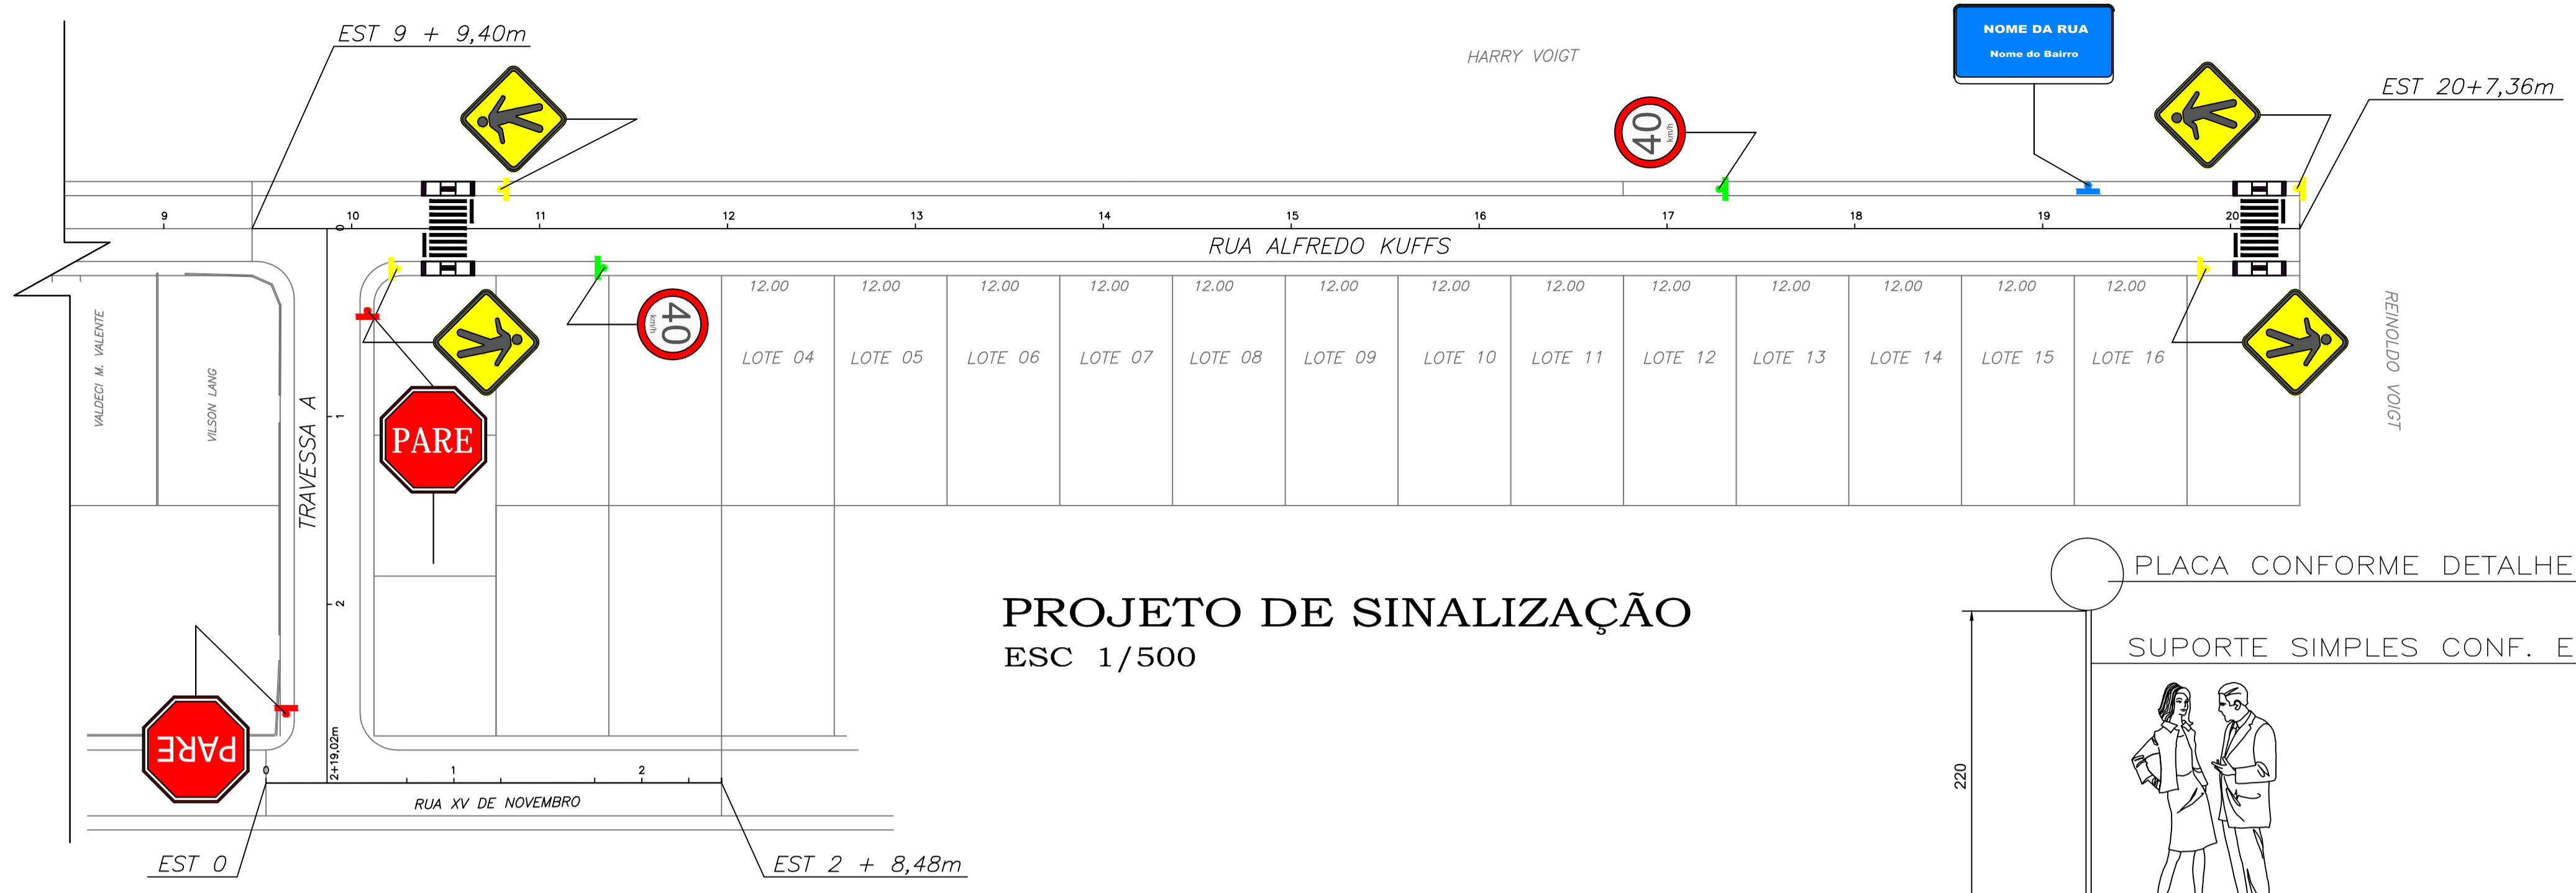 EST 9 + 9,40m
HARRY VOIGT
NOME DA RUA
Nome do Bairro
EST 20+7,36m
40
km/h
9 10 11 12 13 14 15 16 17 18 19 20
0
RUA ALFREDO KUFFS
12.00 12.00 12.00 12.00 12.00 12.00 12.00 12.00 12.00 12.00 12.00 12.00 12.00
40
km/h
LOTE 04 LOTE 05 LOTE 06 LOTE 07 LOTE 08 LOTE 09 LOTE 10 LOTE 11 LOTE 12 LOTE 13 LOTE 14 LOTE 15 LOTE 16
REINOLDO VOIGT
VALDECI M. VALENTE
VILSON LANG
TRAVESSA A
1
PARE
2
PROJETO DE SINALIZAÇÃO
ESC 1/500
PLACA CONFORME DETALHE
SUPORTE SIMPLES CONF. E
220
PARE
2+19,02m
0 1 2
RUA XV DE NOVEMBRO
EST 0
EST 2 + 8,48m